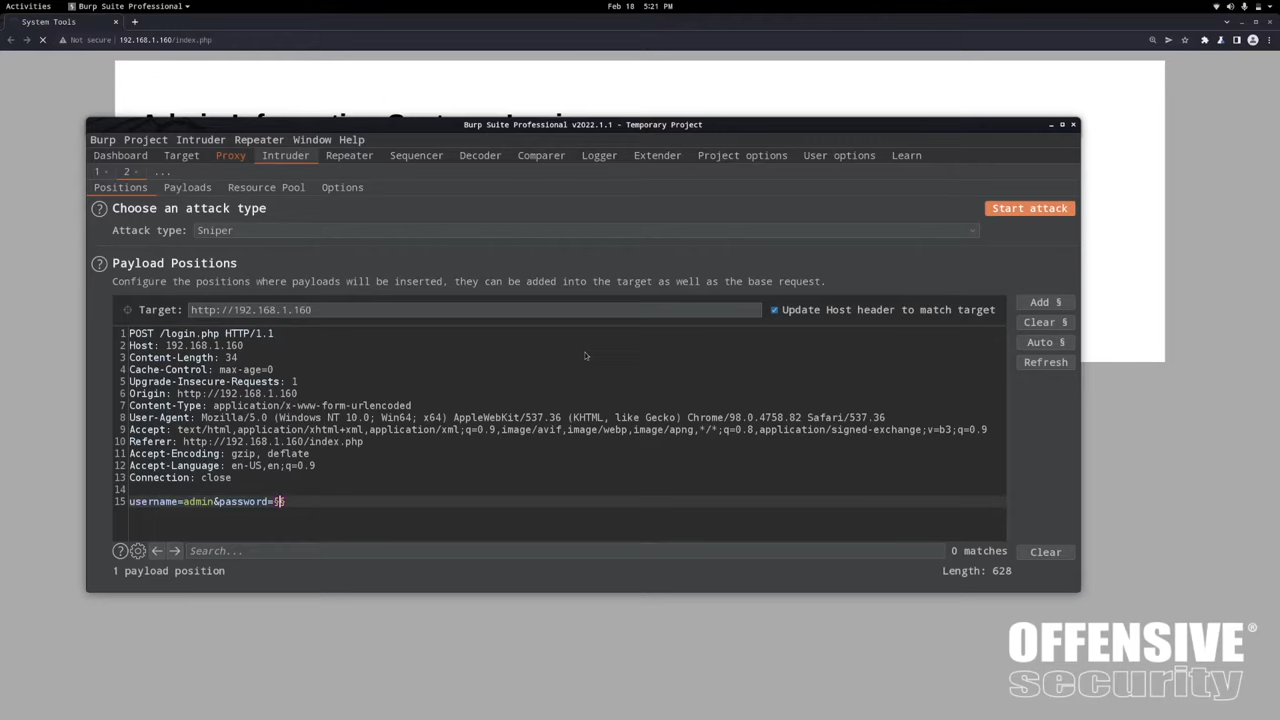 Activities Burp Suite Professional Feb 18 5:21 PM
System Tools
Not secure 192.168.1.160/index.php
Burp Suite Professional v2022.1.1 - Temporary Project
Burp Project Intruder Repeater Window Help
Dashboard Target Proxy Intruder Repeater Sequencer Decoder Comparer Logger Extender Project options User options Learn
1 2 ...
Positions Payloads Resource Pool Options
? Choose an attack type Start attack
Attack type: Sniper
? Payload Positions
Configure the positions where payloads will be inserted, they can be added into the target as well as the base request.
Target: http://192.168.1.160 Update Host header to match target Add §
Clear §
Auto §
Refresh
1 POST /login.php HTTP/1.1
2 Host: 192.168.1.160
3 Content-Length: 34
4 Cache-Control: max-age=0
5 Upgrade-Insecure-Requests: 1
6 Origin: http://192.168.1.160
7 Content-Type: application/x-www-form-urlencoded
8 User-Agent: Mozilla/5.0 (Windows NT 10.0; Win64; x64) AppleWebKit/537.36 (KHTML, like Gecko) Chrome/98.0.4758.82 Safari/537.36
9 Accept: text/html,application/xhtml+xml,application/xml;q=0.9,image/avif,image/webp,image/apng,*/*;q=0.8,application/signed-exchange;v=b3;q=0.9
10 Referer: http://192.168.1.160/index.php
11 Accept-Encoding: gzip, deflate
12 Accept-Language: en-US,en;q=0.9
13 Connection: close
14
15 username=admin&password=§§
? Search... 0 matches Clear
1 payload position Length: 628
OFFENSIVE®
security